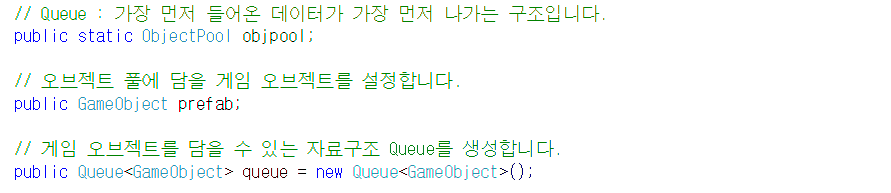 // Queue : 가장 먼저 들어온 데이터가 가장 먼저 나가는 구조입니다.
public static ObjectPool objpool;
// 오브젝트 풀에 담을 게임 오브젝트를 설정합니다.
public GameObject prefab;
// 게임 오브젝트를 담을 수 있는 자료구조 Queue를 생성합니다.
public Queue<GameObject> queue = new Queue<GameObject>();